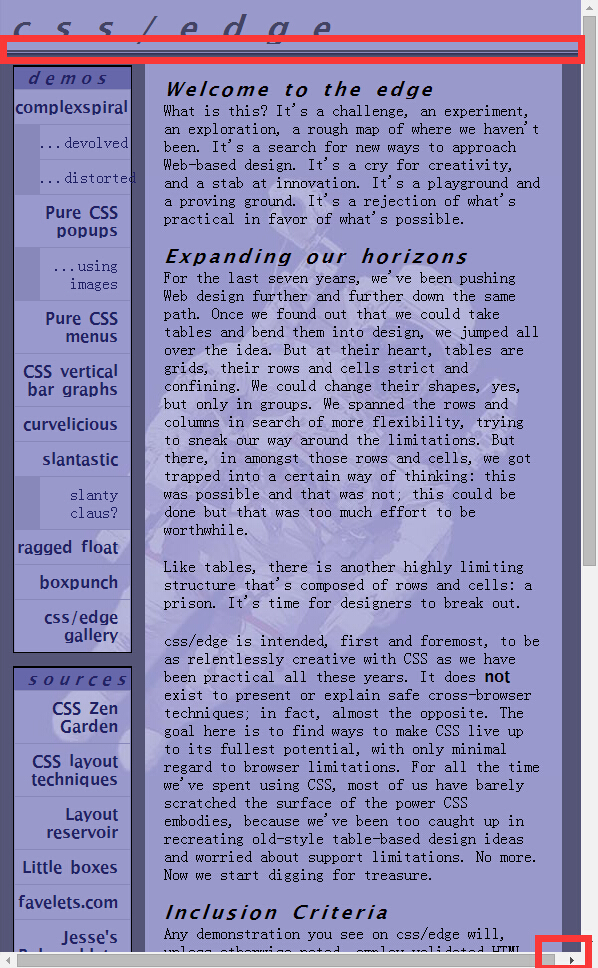 css/edge
demos
complexspiral
...devolved
...distorted
Pure CSS
popups
...using
images
Pure CSS
menus
CSS vertical
bar graphs
curvelicious
slantastic
slanty
claus?
ragged float
boxpunch
css/edge
gallery
sources
CSS Zen
Garden
CSS layout
techniques
Layout
reservoir
Little boxes
favelets.com
Jesse's
Welcome to the edge
What is this? It's a challenge, an experiment,
an exploration, a rough map of where we haven't
been. It's a search for new ways to approach
Web-based design. It's a cry for creativity,
and a stab at innovation. It's a playground and
a proving ground. It's a rejection of what's
practical in favor of what's possible.
Expanding our horizons
For the last seven years, we've been pushing
Web design further and further down the same
path. Once we found out that we could take
tables and bend them into design, we jumped all
over the idea. But at their heart, tables are
grids, their rows and cells strict and
confining. We could change their shapes, yes,
but only in groups. We spanned the rows and
columns in search of more flexibility, trying
to sneak our way around the limitations. But
there, in amongst those rows and cells, we got
trapped into a certain way of thinking: this
was possible and that was not; this could be
done but that was too much effort to be
worthwhile.
Like tables, there is another highly limiting
structure that's composed of rows and cells: a
prison. It's time for designers to break out.
css/edge is intended, first and foremost, to be
as relentlessly creative with CSS as we have
been practical all these years. It does not
exist to present or explain safe cross-browser
techniques; in fact, almost the opposite. The
goal here is to find ways to make CSS live up
to its fullest potential, with only minimal
regard to browser limitations. For all the time
we've spent using CSS, most of us have barely
scratched the surface of the power CSS
embodies, because we've been too caught up in
recreating old-style table-based design ideas
and worried about support limitations. No more.
Now we start digging for treasure.
Inclusion Criteria
Any demonstration you see on css/edge will,
unless otherwise noted, employ validated HTML